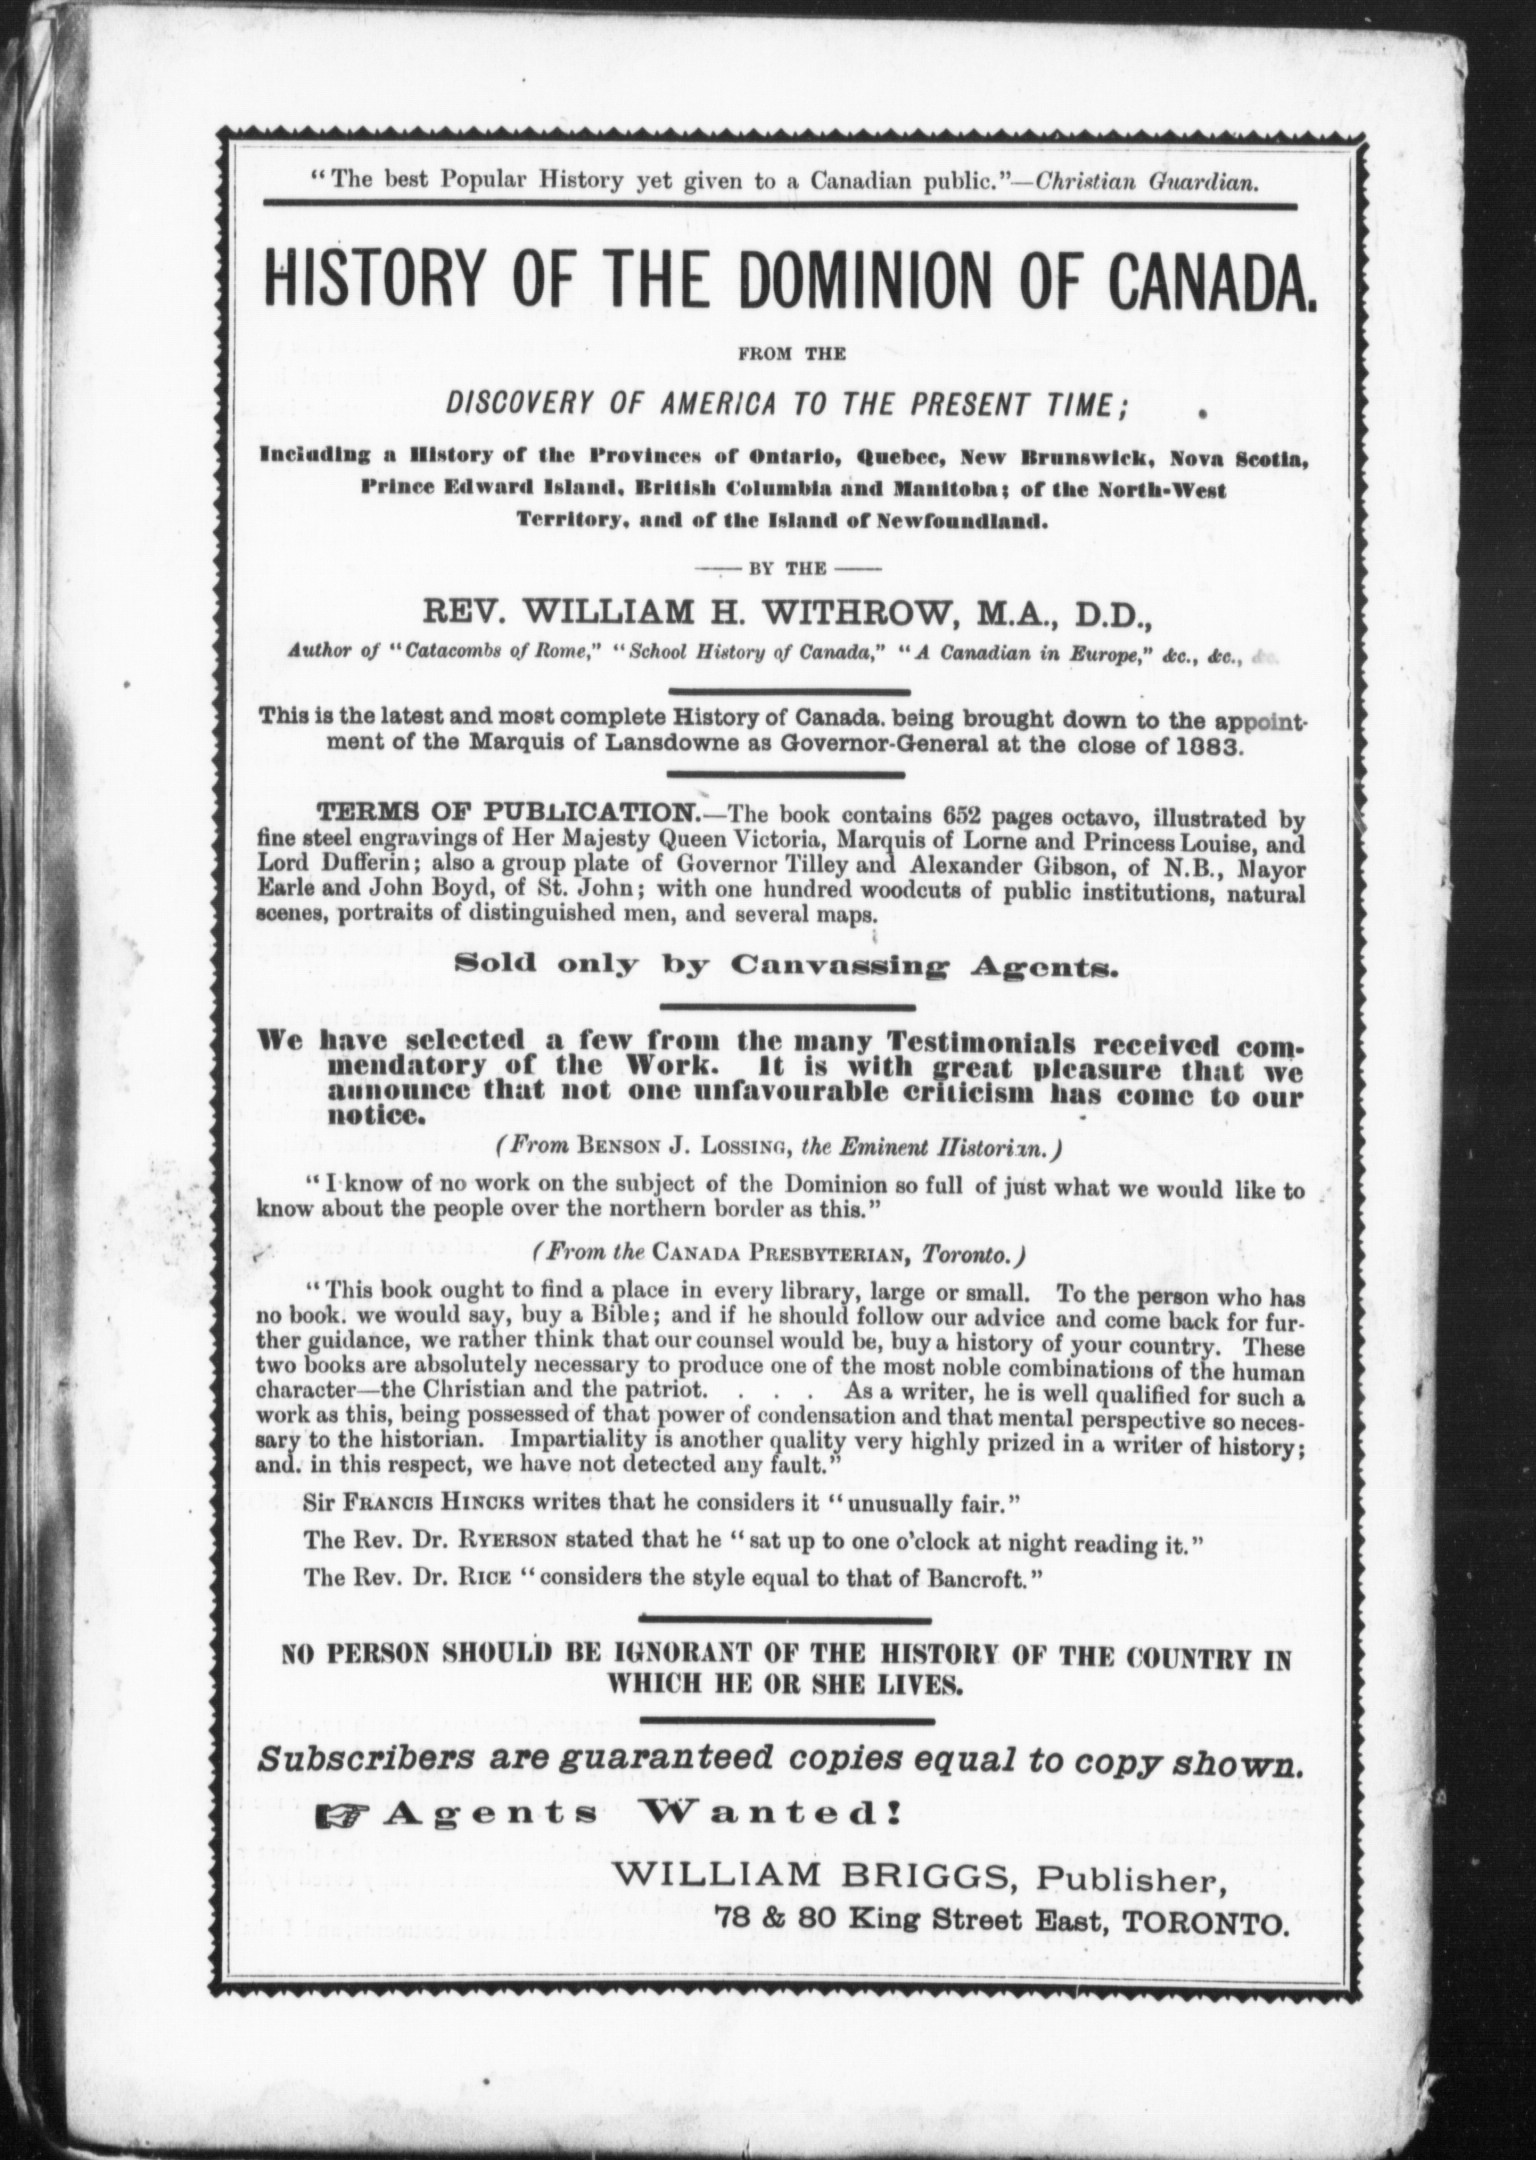 "The best Popular History yet given to a Canadian public."—Christian Guardian.
HISTORY OF THE DOMINION OF CANADA.
FROM THE
DISCOVERY OF AMERICA TO THE PRESENT TIME;
Including a History of the Provinces of Ontario, Quebec, New Brunswick, Nova Scotia,
Prince Edward Island, British Columbia and Manitoba; of the North-West
Territory, and of the Island of Newfoundland.
—— BY THE ——
REV. WILLIAM H. WITHROW, M.A., D.D.,
Author of "Catacombs of Rome," "School History of Canada," "A Canadian in Europe," &c., &c., &c.
This is the latest and most complete History of Canada. being brought down to the appoint-
ment of the Marquis of Lansdowne as Governor-General at the close of 1883.
TERMS OF PUBLICATION.—The book contains 652 pages octavo, illustrated by
fine steel engravings of Her Majesty Queen Victoria, Marquis of Lorne and Princess Louise, and
Lord Dufferin; also a group plate of Governor Tilley and Alexander Gibson, of N.B., Mayor
Earle and John Boyd, of St. John; with one hundred woodcuts of public institutions, natural
scenes, portraits of distinguished men, and several maps.
Sold only by Canvassing Agents.
We have selected a few from the many Testimonials received com-
mendatory of the Work. It is with great pleasure that we
announce that not one unfavourable criticism has come to our
notice.
(From BENSON J. LOSSING, the Eminent Historian.)
"I know of no work on the subject of the Dominion so full of just what we would like to
know about the people over the northern border as this."
(From the CANADA PRESBYTERIAN, Toronto.)
"This book ought to find a place in every library, large or small. To the person who has
no book. we would say, buy a Bible; and if he should follow our advice and come back for fur-
ther guidance, we rather think that our counsel would be, buy a history of your country. These
two books are absolutely necessary to produce one of the most noble combinations of the human
character—the Christian and the patriot. . . . As a writer, he is well qualified for such a
work as this, being possessed of that power of condensation and that mental perspective so neces-
sary to the historian. Impartiality is another quality very highly prized in a writer of history;
and. in this respect, we have not detected any fault."
Sir FRANCIS HINCKS writes that he considers it "unusually fair."
The Rev. Dr. RYERSON stated that he "sat up to one o'clock at night reading it."
The Rev. Dr. RICE "considers the style equal to that of Bancroft."
NO PERSON SHOULD BE IGNORANT OF THE HISTORY OF THE COUNTRY IN
WHICH HE OR SHE LIVES.
Subscribers are guaranteed copies equal to copy shown.
☞ Agents Wanted!
WILLIAM BRIGGS, Publisher,
78 & 80 King Street East, TORONTO.